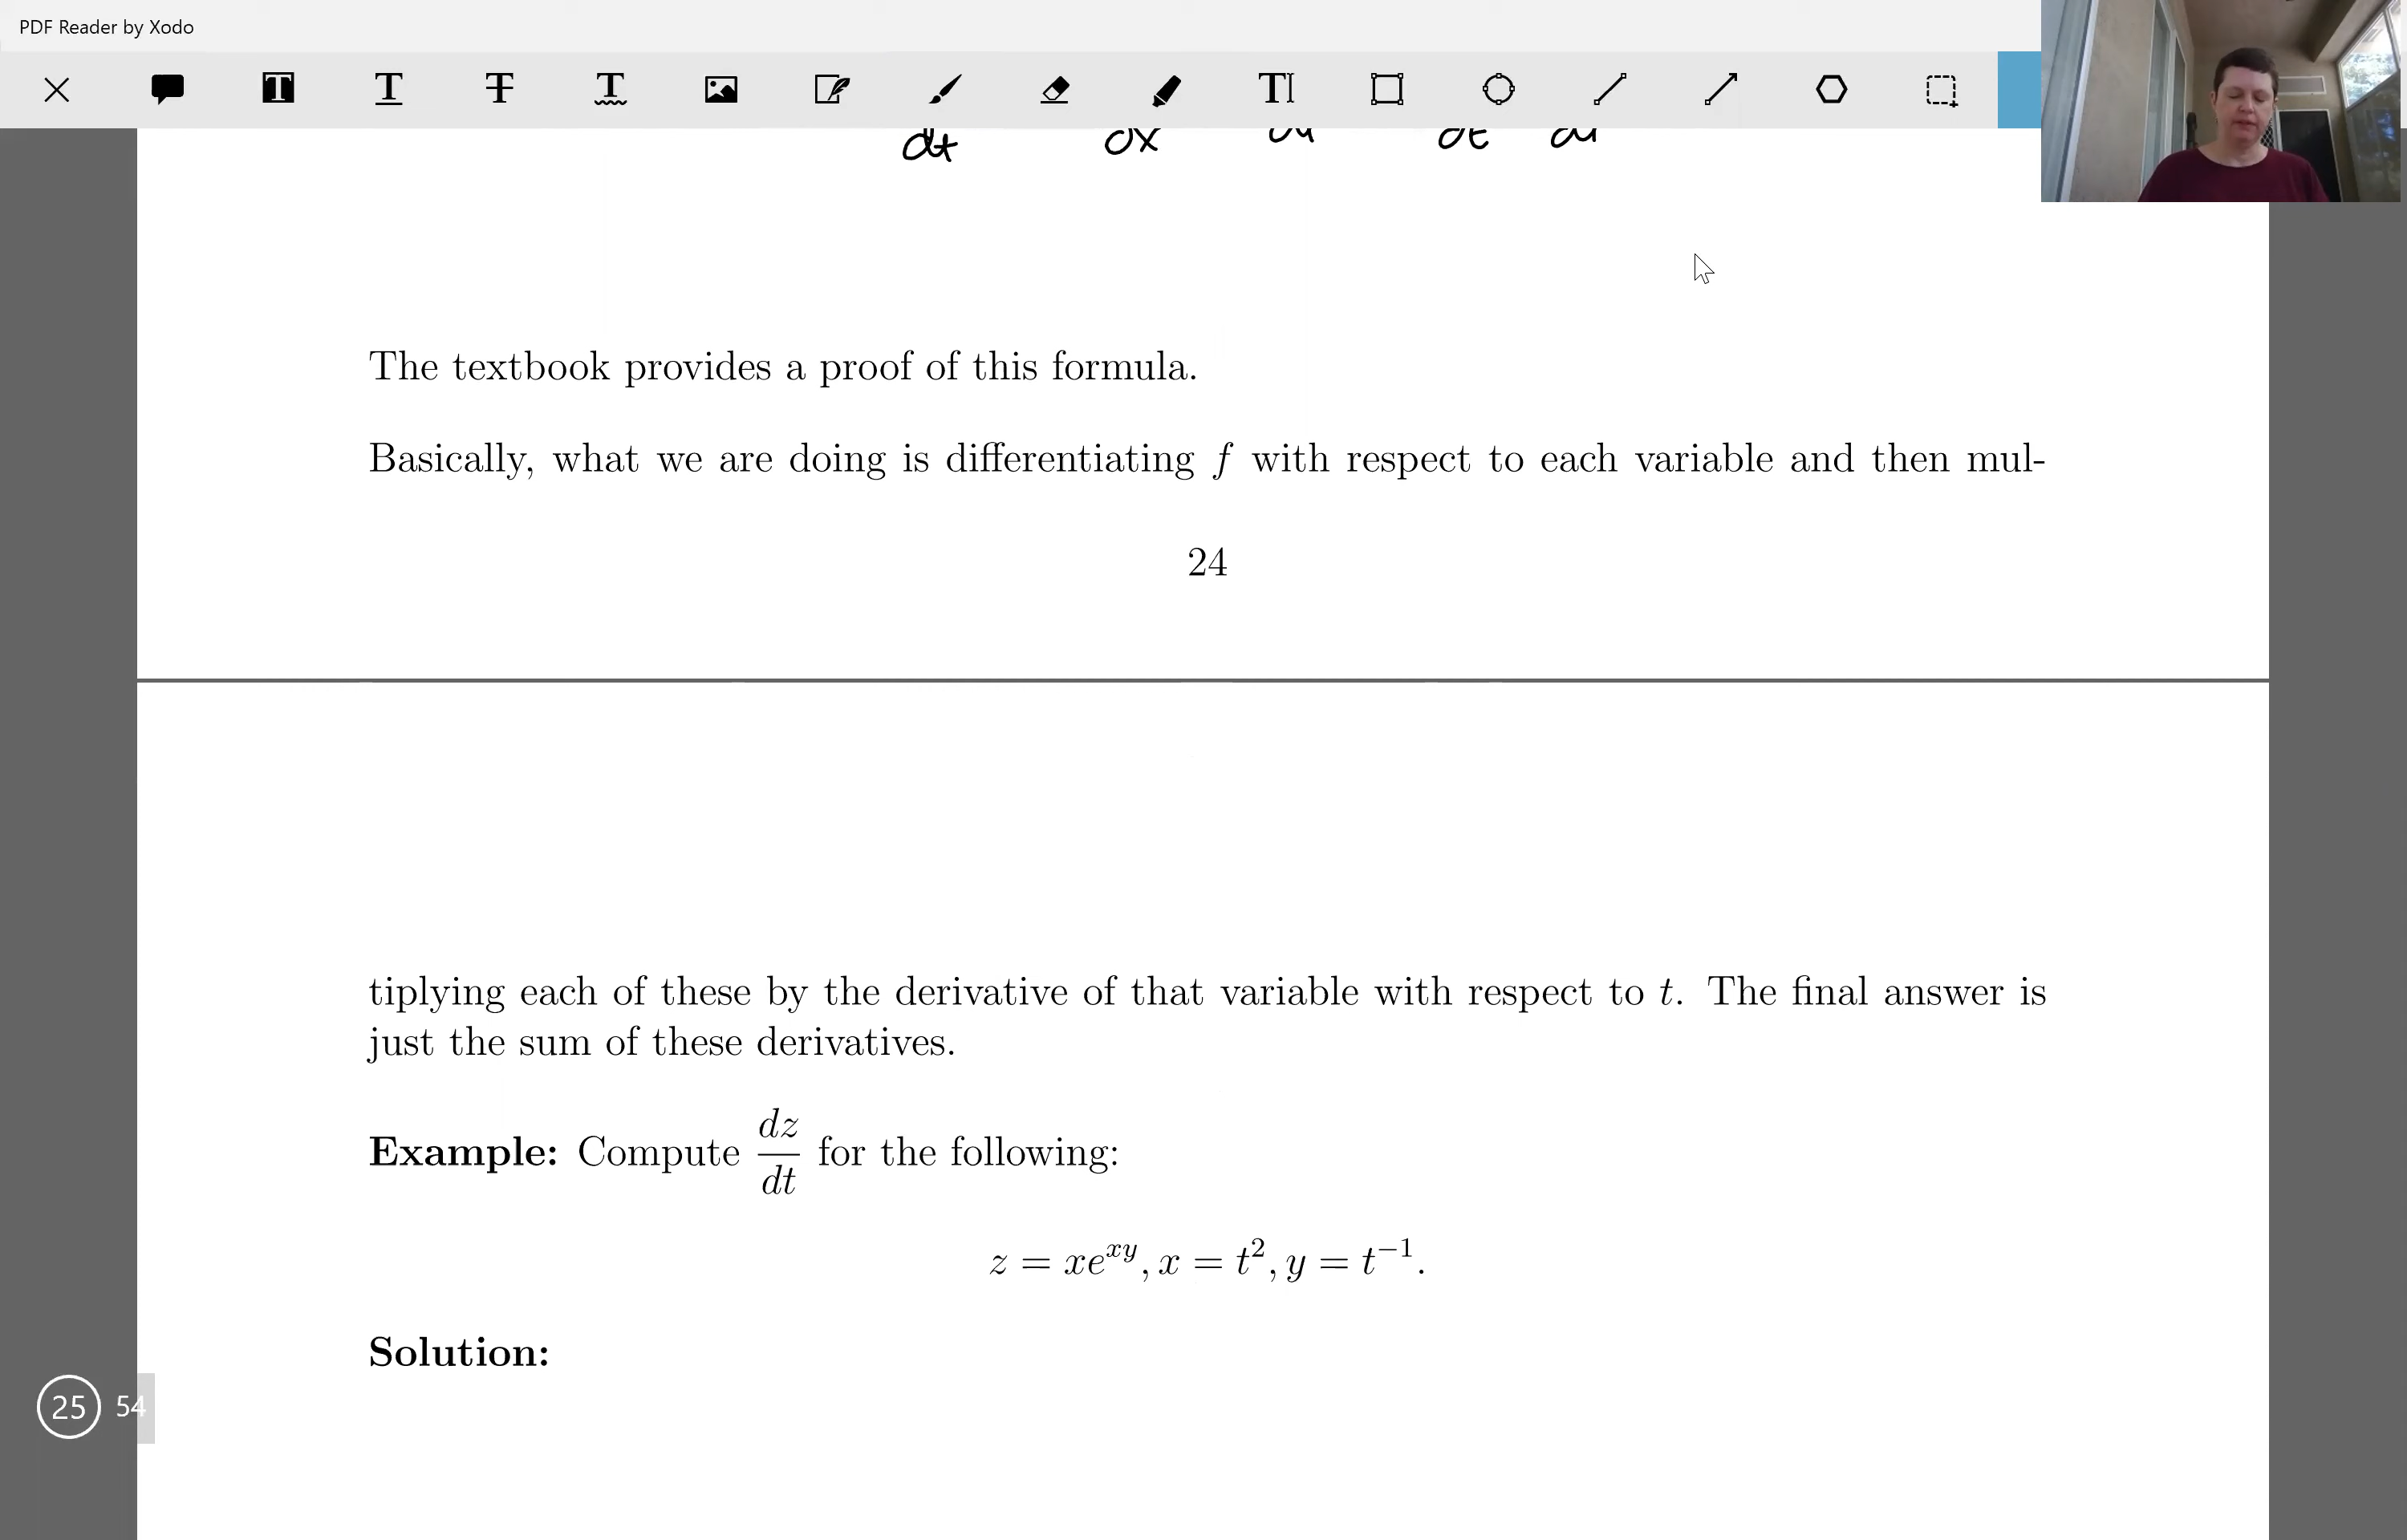 PDF Reader by Xodo
dt ∂x dt
The textbook provides a proof of this formula.
Basically, what we are doing is differentiating f with respect to each variable and then mul-
24
tiplying each of these by the derivative of that variable with respect to t. The final answer is
just the sum of these derivatives.
Example: Compute dz/dt for the following:
z = xe^{xy}, x = t^2, y = t^{-1}.
Solution:
25 54